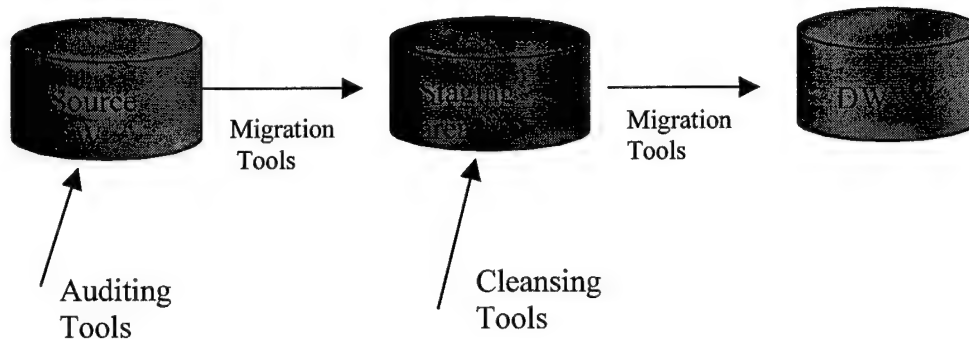 Source
Staging
DW
Migration
Tools
Migration
Tools
Auditing
Tools
Cleansing
Tools